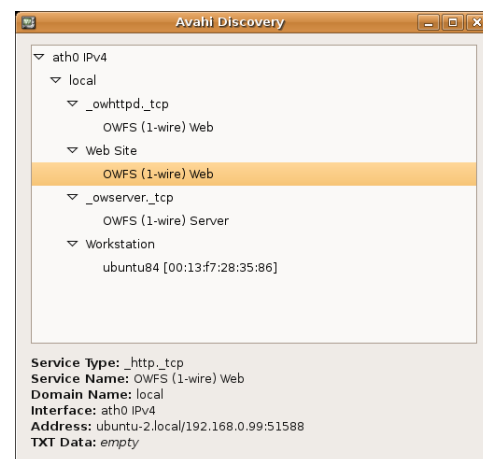 Avahi Discovery
ath0 IPv4
local
_owhttpd._tcp
OWFS (1-wire) Web
Web Site
OWFS (1-wire) Web
_owserver._tcp
OWFS (1-wire) Server
Workstation
ubuntu84 [00:13:f7:28:35:86]
Service Type: _http._tcp
Service Name: OWFS (1-wire) Web
Domain Name: local
Interface: ath0 IPv4
Address: ubuntu-2.local/192.168.0.99:51588
TXT Data: empty